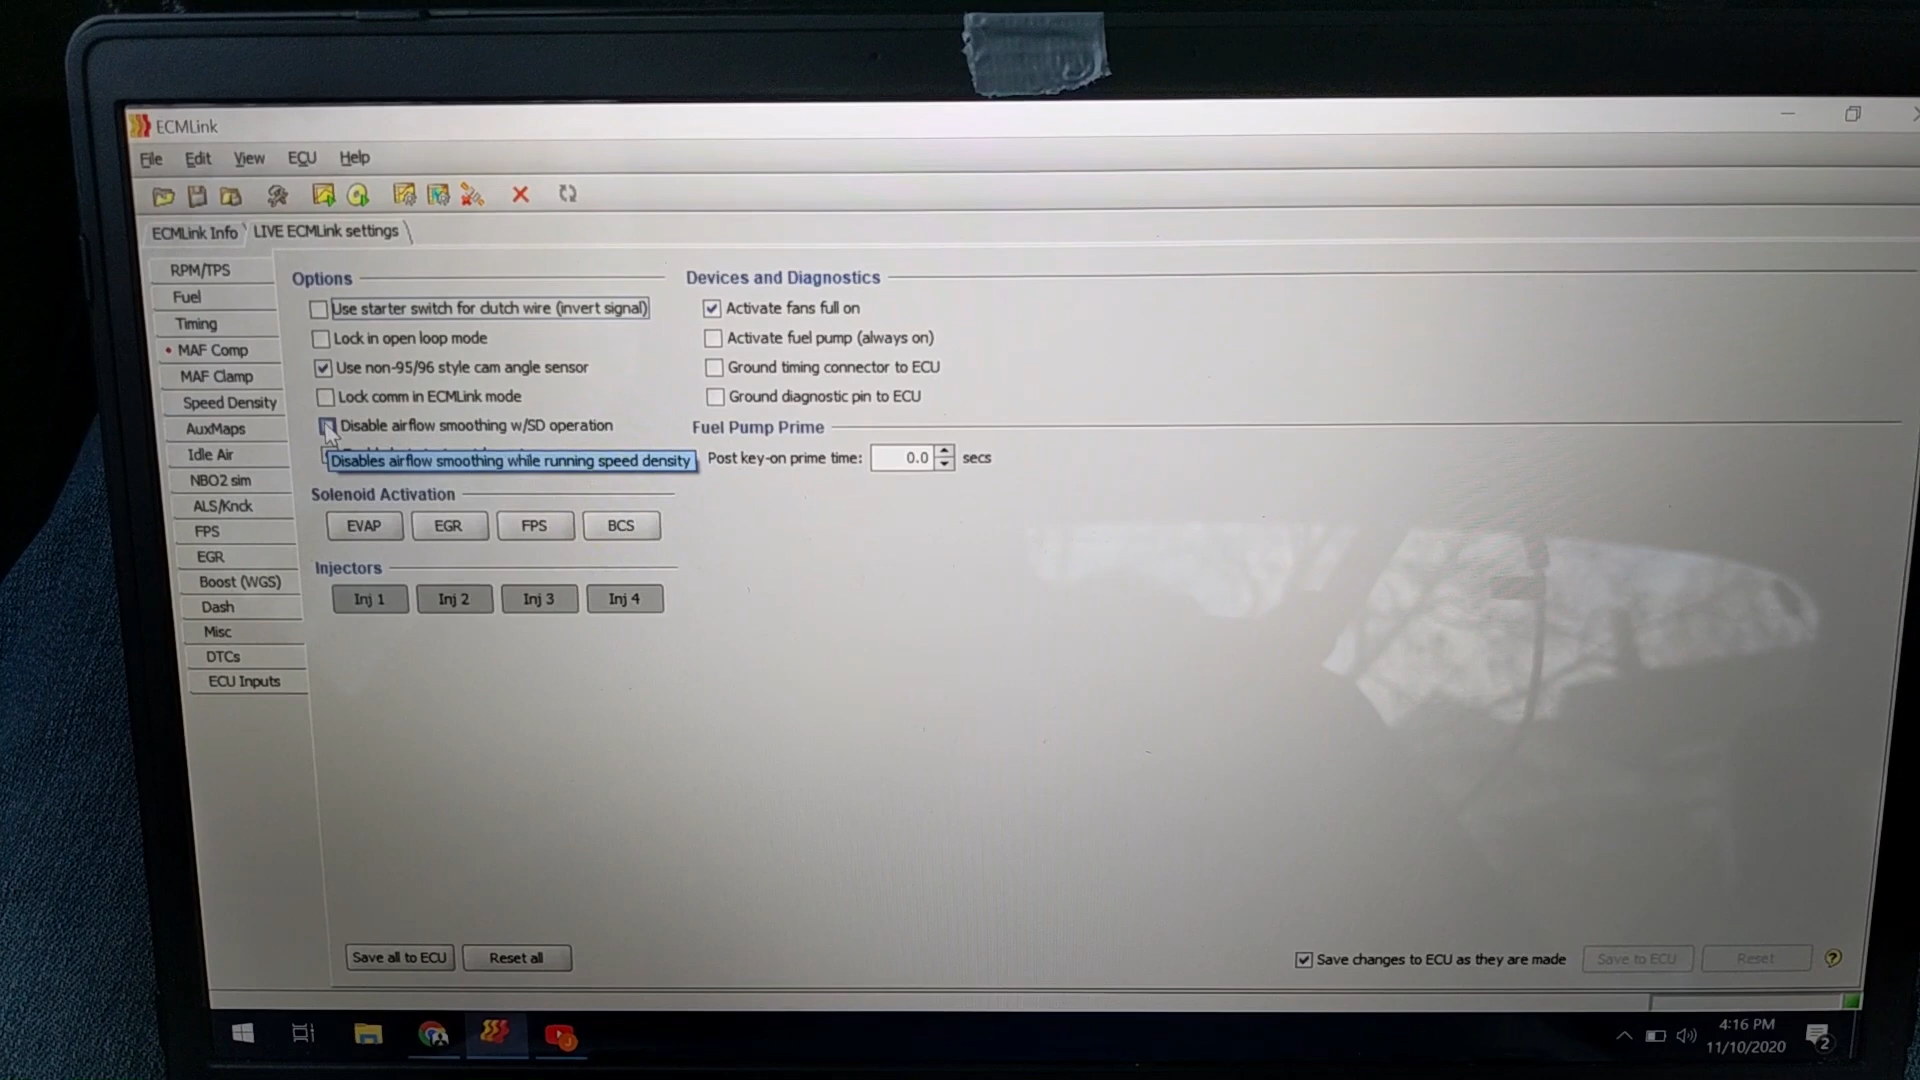 ECMLink
File Edit View ECU Help
ECMLink Info LIVE ECMLink settings
RPM/TPS
Fuel
Timing
• MAF Comp
MAF Clamp
Speed Density
AuxMaps
Idle Air
NBO2 sim
ALS/Knck
FPS
EGR
Boost (WGS)
Dash
Misc
DTCs
ECU Inputs
Options
Use starter switch for clutch wire (invert signal)
Lock in open loop mode
Use non-95/96 style cam angle sensor
Lock comm in ECMLink mode
Disable airflow smoothing w/SD operation
Disables airflow smoothing while running speed density
Solenoid Activation
EVAP EGR FPS BCS
Injectors
Inj 1 Inj 2 Inj 3 Inj 4
Devices and Diagnostics
Activate fans full on
Activate fuel pump (always on)
Ground timing connector to ECU
Ground diagnostic pin to ECU
Fuel Pump Prime
Post key-on prime time: 0.0 secs
Save all to ECU Reset all
Save changes to ECU as they are made Save to ECU Reset ?
4:16 PM
11/10/2020
2